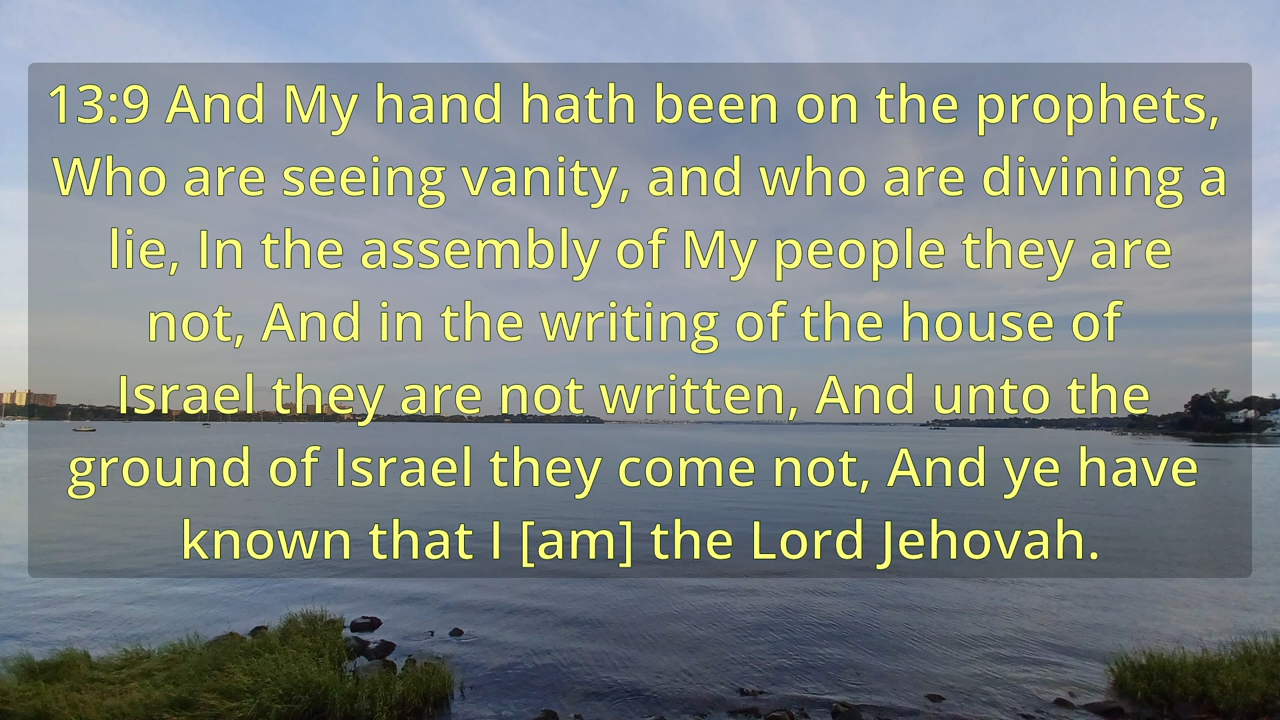 13:9 And My hand hath been on the prophets,
Who are seeing vanity, and who are divining a
lie, In the assembly of My people they are
not, And in the writing of the house of
Israel they are not written, And unto the
ground of Israel they come not, And ye have
known that I [am] the Lord Jehovah.